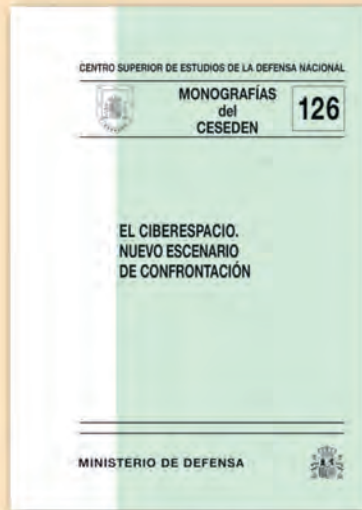 CENTRO SUPERIOR DE ESTUDIOS DE LA DEFENSA NACIONAL
MONOGRAFÍAS
del
CESEDEN
126
EL CIBERESPACIO.
NUEVO ESCENARIO
DE CONFRONTACIÓN
MINISTERIO DE DEFENSA